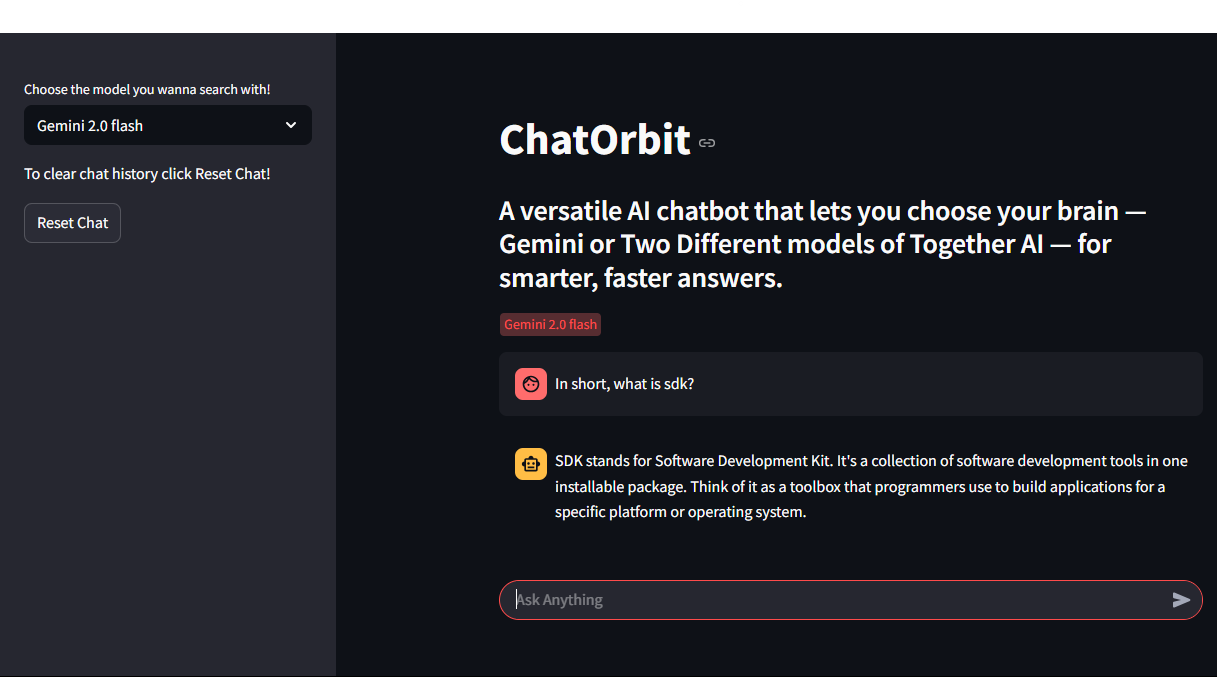 Choose the model you wanna search with!
Gemini 2.0 flash
To clear chat history click Reset Chat!
Reset Chat
ChatOrbit
A versatile AI chatbot that lets you choose your brain —
Gemini or Two Different models of Together AI — for
smarter, faster answers.
Gemini 2.0 flash
In short, what is sdk?
SDK stands for Software Development Kit. It's a collection of software development tools in one
installable package. Think of it as a toolbox that programmers use to build applications for a
specific platform or operating system.
Ask Anything